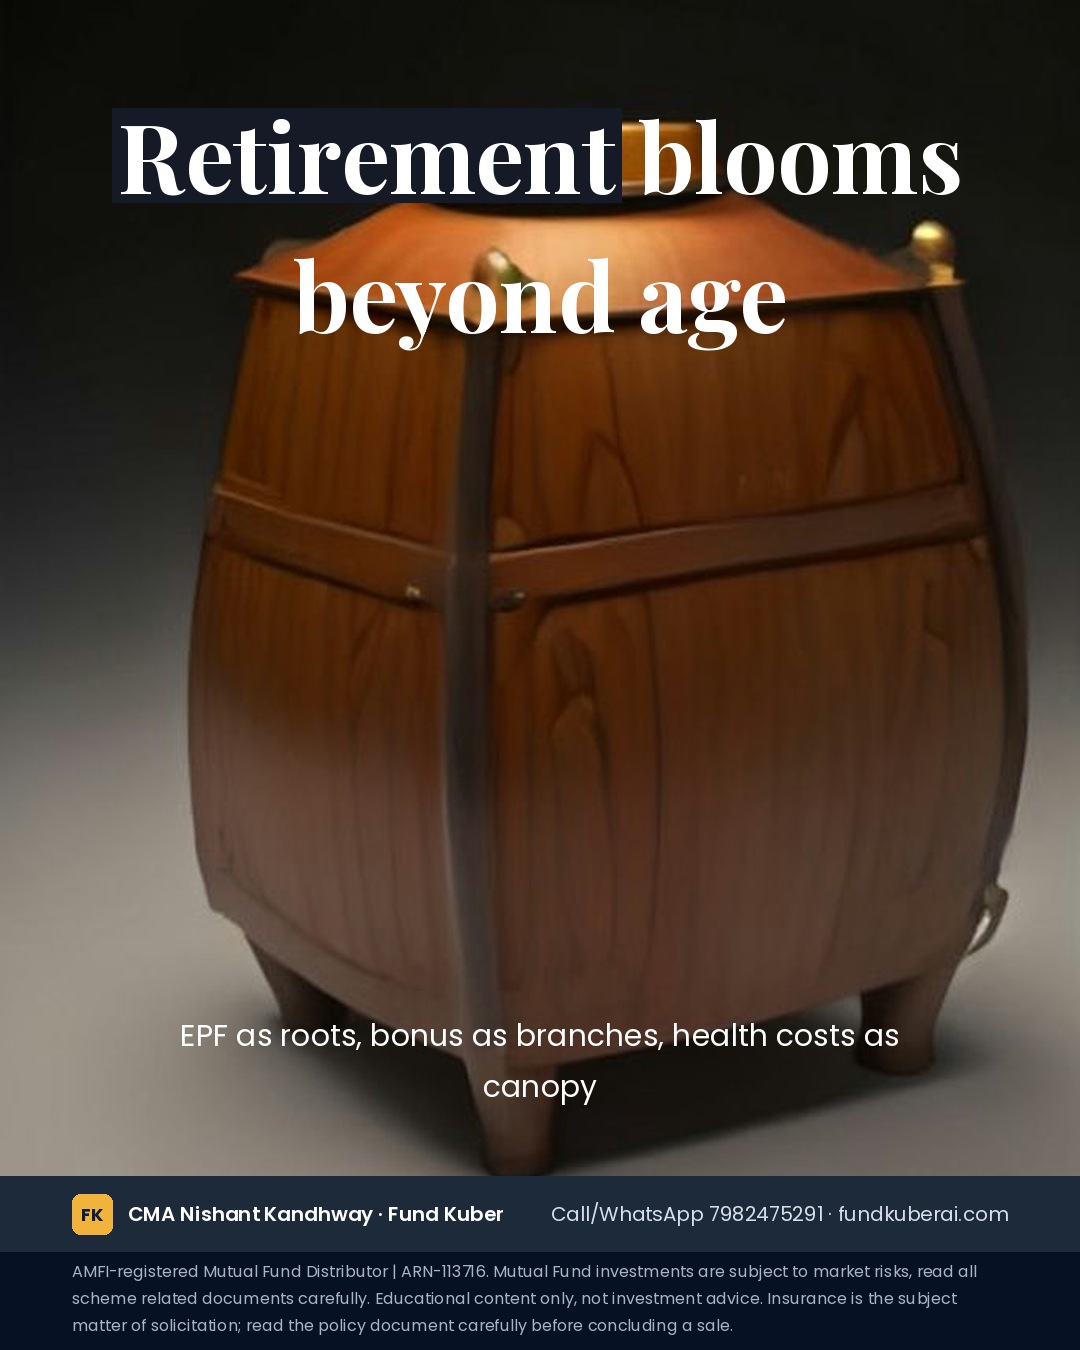 Retirement blooms
beyond age
EPF as roots, bonus as branches, health costs as
canopy
FK
CMA Nishant Kandhway · Fund Kuber
Call/WhatsApp 7982475291 · fundkuberai.com
AMFI-registered Mutual Fund Distributor | ARN-113716. Mutual Fund investments are subject to market risks, read all
scheme related documents carefully. Educational content only, not investment advice. Insurance is the subject
matter of solicitation; read the policy document carefully before concluding a sale.